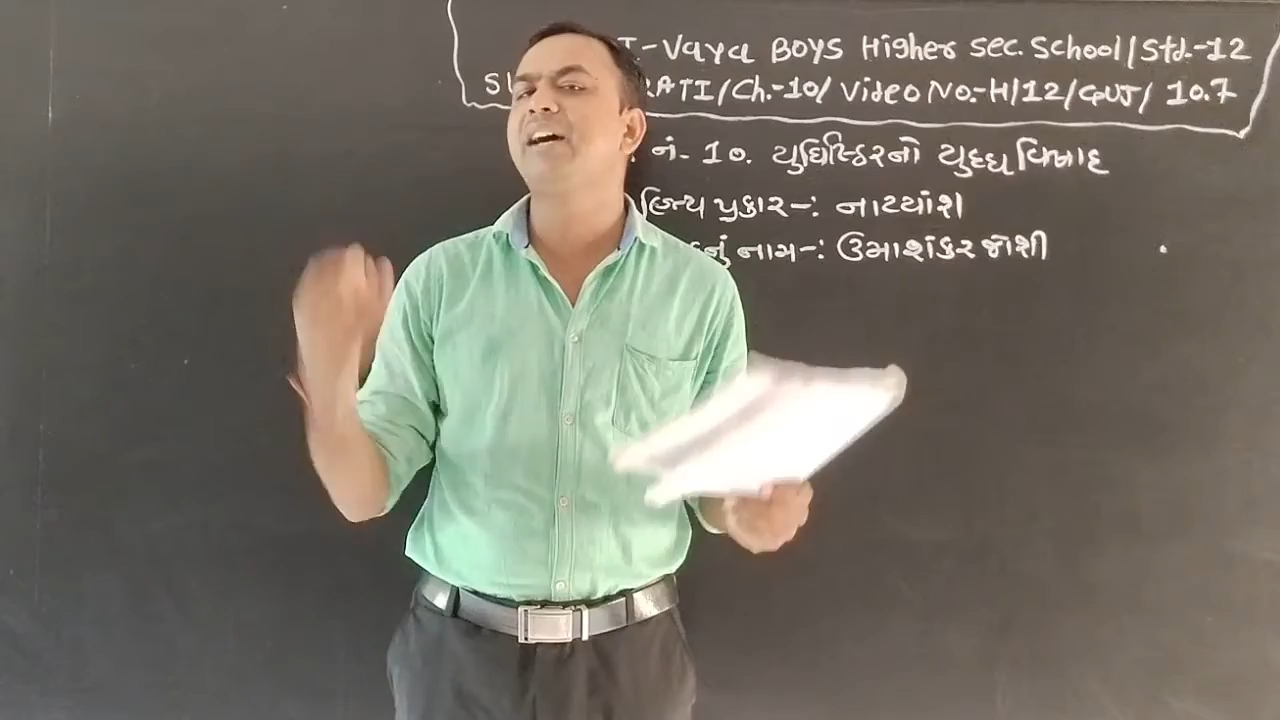 I-Vaya BOYS Higher Sec. School/Std.-12
RATI/Ch.-10/ Video No.-H/12/GUJ/ 10.7
નં. 10. યુધિષ્ઠિરનો યુદ્ધ વિષાદ
પ્રકાર-: નાટ્યાંશ
નામ-: ઉમાશંકર જોશી